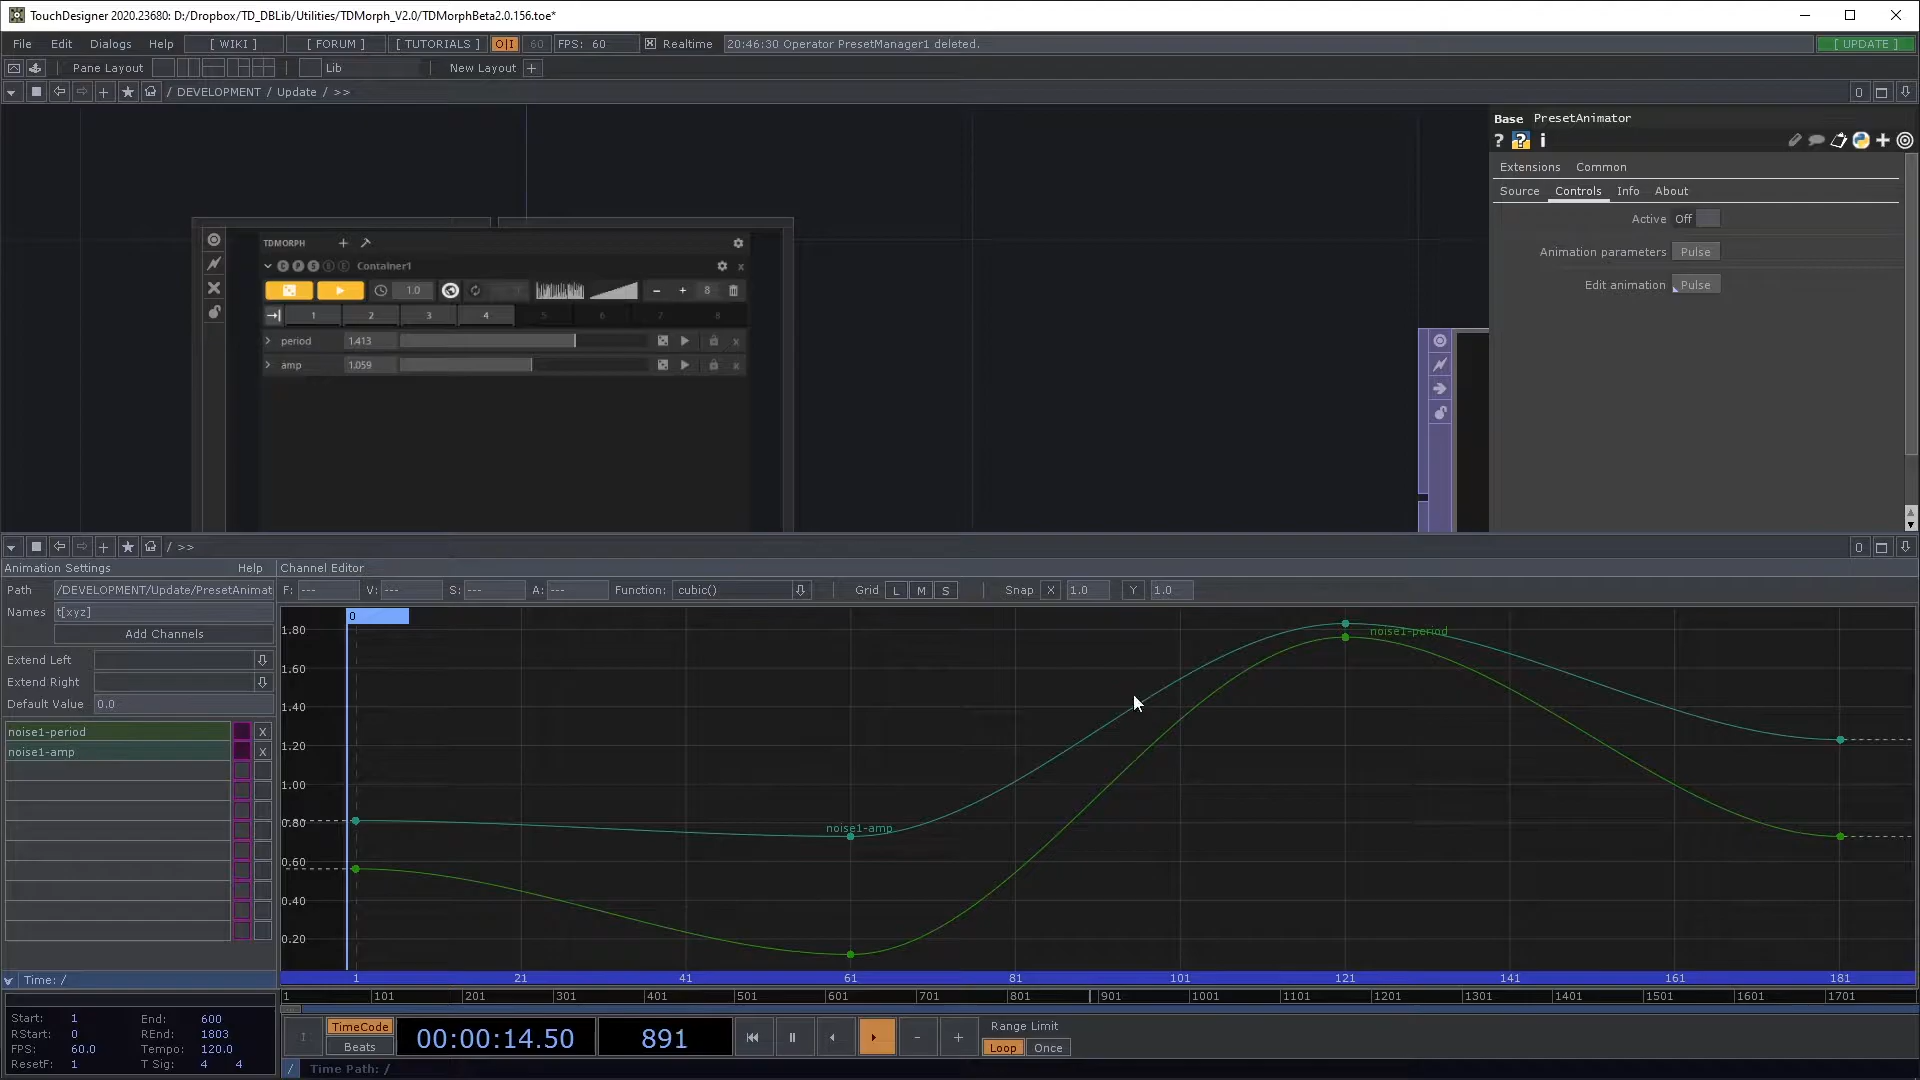 TouchDesigner 2020.23680: D:/Dropbox/TD_DBLib/Utilities/TDMorph_V2.0/TDMorphBeta2.0.156.toe*
File Edit Dialogs Help [ WIKI ] [ FORUM ] [ TUTORIALS ] O|I 60 FPS: 60 Realtime 20:46:30 Operator PresetManager1 deleted. [ UPDATE ]
Pane Layout Lib New Layout +
/ DEVELOPMENT / Update / >> 0
Base PresetAnimator
? ? i
Extensions Common
Source Controls Info About
Active Off
Animation parameters Pulse
Edit animation Pulse
TDMORPH +
C P S Container1 x
1.0 - + 8
1 2 3 4 5 6 7 8
period 1.413 x
amp 1.059 x
/ >> 0
Animation Settings Help Channel Editor
Path /DEVELOPMENT/Update/PresetAnimat F: --- V: --- S: --- A: --- Function: cubic() Grid L M S Snap X 1.0 Y 1.0
Names t[xyz]
Add Channels
Extend Left
Extend Right
Default Value 0.0
noise1-period X
noise1-amp X
0
1.80
1.60
1.40
1.20
1.00
0.80
0.60
0.40
0.20
noise1-period
noise1-amp
1 21 41 61 81 101 121 141 161 181
Time: /
1 101 201 301 401 501 601 701 801 901 1001 1101 1201 1301 1401 1501 1601 1701
Start: 1 End: 600
RStart: 0 REnd: 1803
FPS: 60.0 Tempo: 120.0
ResetF: 1 T Sig: 4 4
TimeCode
Beats
00:00:14.50 891 - +
Range Limit
Loop Once
/ Time Path: /